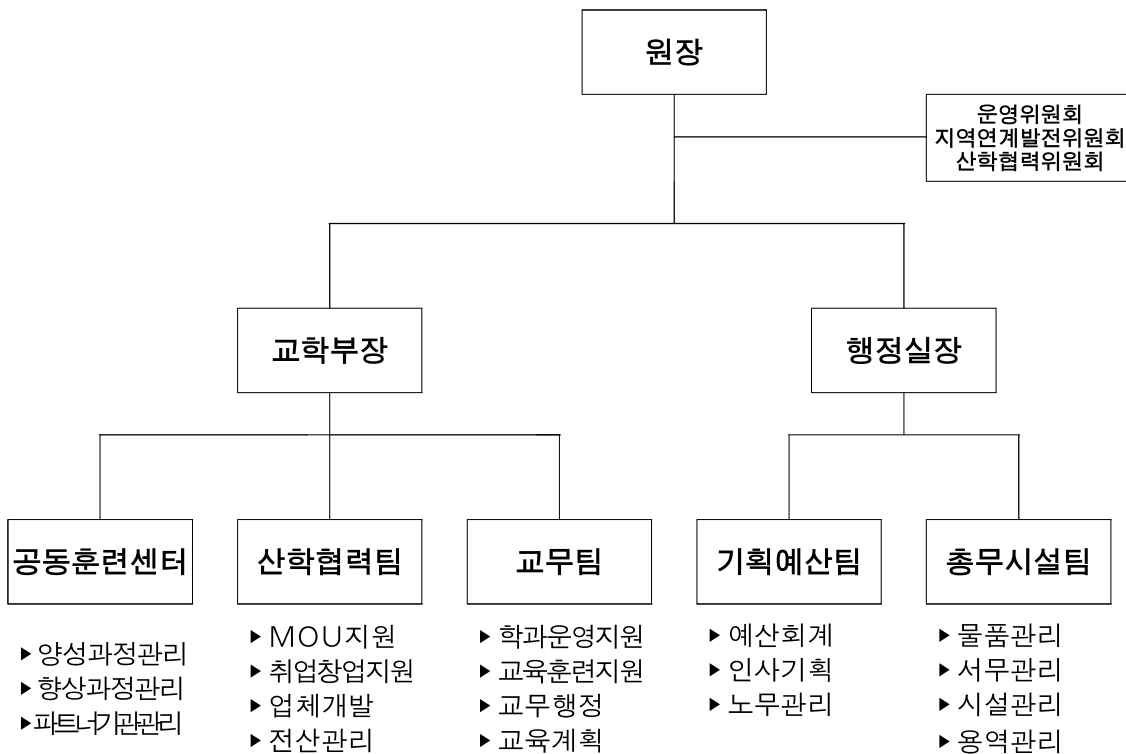 원장
운영위원회
지역연계발전위원회
산학협력위원회
교학부장
행정실장
공동훈련센터
산학협력팀
교무팀
기획예산팀
총무시설팀
▶양성과정관리
▶향상과정관리
▶파트너기관관리
▶MOU지원
▶취업창업지원
▶업체개발
▶전산관리
▶학과운영지원
▶교육훈련지원
▶교무행정
▶교육계획
▶예산회계
▶인사기획
▶노무관리
▶물품관리
▶서무관리
▶시설관리
▶용역관리